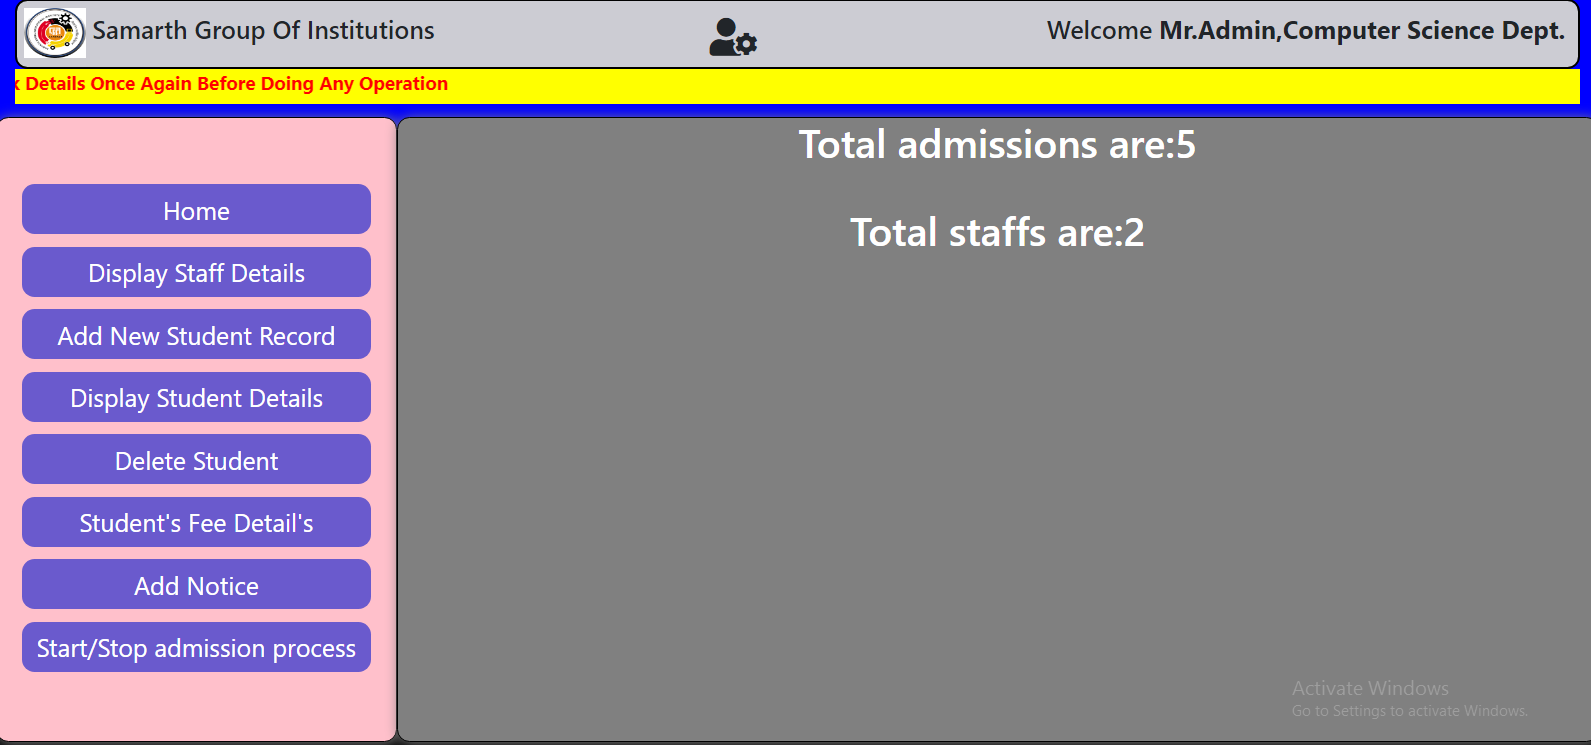 Samarth Group Of Institutions
Welcome Mr.Admin,Computer Science Dept.
Details Once Again Before Doing Any Operation
Total admissions are:5
Total staffs are:2
Home
Display Staff Details
Add New Student Record
Display Student Details
Delete Student
Student's Fee Detail's
Add Notice
Start/Stop admission process
Activate Windows
Go to Settings to activate Windows.